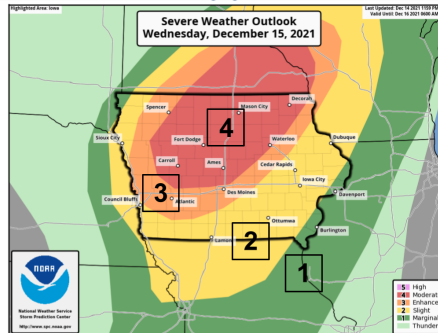 Highlighted Area: Iowa
Severe Weather Outlook
Wednesday, December 15, 2021
Last Updated: Dec 14 2021 1159 PM
Valid Until: Dec 16 2021 0600 AM
Spencer
Mason City
Decorah
4
Sioux City
Fort Dodge
Waterloo
Dubuque
Carroll
Ames
Cedar Rapids
Iowa City
3
Des Moines
Davenport
Council Bluffs
Atlantic
Ottumwa
Burlington
Lamoni
2
1
NOAA
National Weather Service
Storm Prediction Center
http://www.spc.noaa.gov
5 High
4 Moderat
3 Enhance
2 Slight
1 Marginal
Thunder